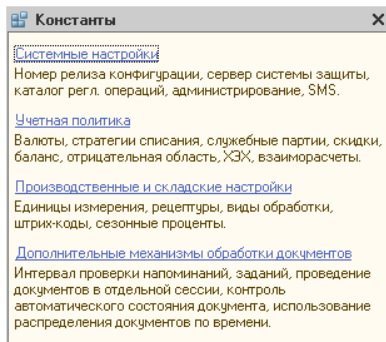 Константы
Системные настройки
Номер релиза конфигурации, сервер системы защиты,
каталог регл. операций, администрирование, SMS.
Учетная политика
Валюты, стратегии списания, служебные партии, скидки,
баланс, отрицательная область, ХЭХ, взаиморасчеты.
Производственные и складские настройки
Единицы измерения, рецептуры, виды обработки,
штрих-коды, сезонные проценты.
Дополнительные механизмы обработки документов
Интервал проверки напоминаний, заданий, проведение
документов в отдельной сессии, контроль
автоматического состояния документа, использование
распределения документов по времени.